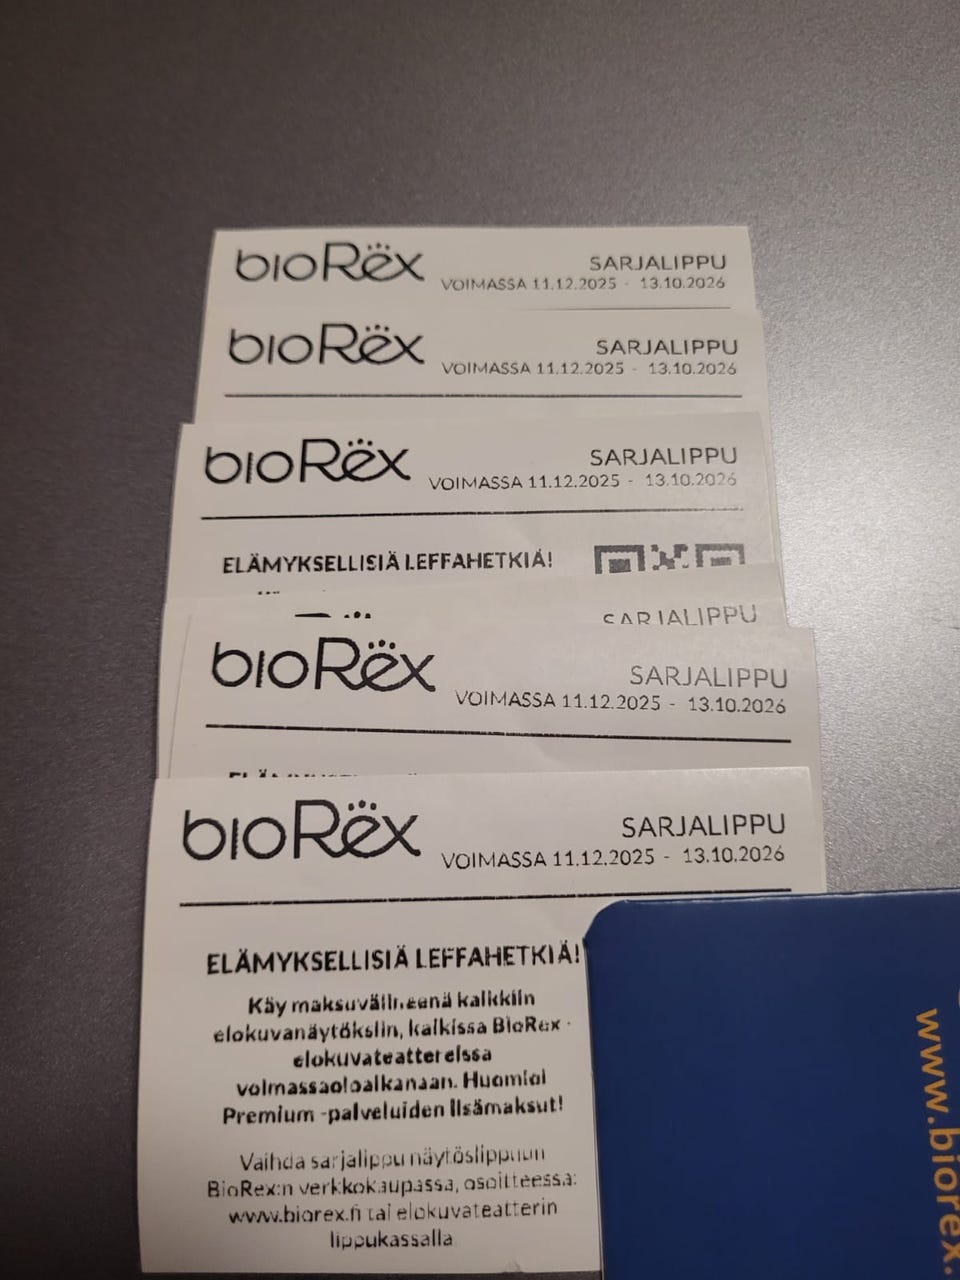 bioRëx
SARJALIPPU
VOIMASSA 11.12.2025 - 13.10.2026
bioRëx
SARJALIPPU
VOIMASSA 11.12.2025 - 13.10.2026
bioRëx
SARJALIPPU
VOIMASSA 11.12.2025 - 13.10.2026
ELÄMYKSELLISIÄ LEFFAHETKIÄ!
SARJALIPPU
bioRëx
SARJALIPPU
VOIMASSA 11.12.2025 - 13.10.2026
bioRëx
SARJALIPPU
VOIMASSA 11.12.2025 - 13.10.2026
ELÄMYKSELLISIÄ LEFFAHETKIÄ!
Käy maksuvälineenä kaikkiin
elokuvanäytöksiin, kaikissa BioRex -
elokuvateattereissa
voimassaoloaikanaan. Huomioi
Premium -palveluiden lisämaksut!
Vaihda sarjalippu näytöslippuun
BioRex:n verkkokaupassa, osoitteessa:
www.biorex.fi tai elokuvateatterin
lippukassalla
www.biorex.